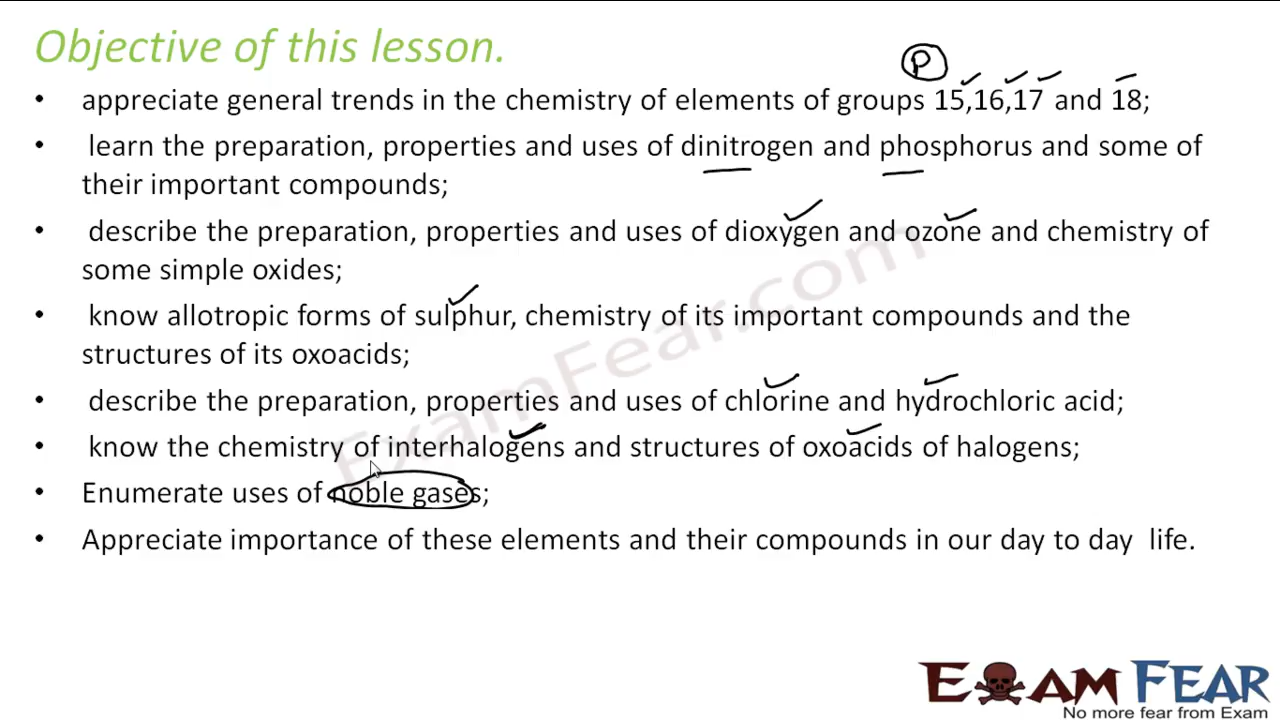 Objective of this lesson.
P
• appreciate general trends in the chemistry of elements of groups 15,16,17 and 18;
• learn the preparation, properties and uses of dinitrogen and phosphorus and some of
their important compounds;
• describe the preparation, properties and uses of dioxygen and ozone and chemistry of
some simple oxides;
• know allotropic forms of sulphur, chemistry of its important compounds and the
structures of its oxoacids;
• describe the preparation, properties and uses of chlorine and hydrochloric acid;
• know the chemistry of interhalogens and structures of oxoacids of halogens;
• Enumerate uses of noble gases;
• Appreciate importance of these elements and their compounds in our day to day life.
ExamFear.com
EXAM FEAR
No more fear from Exam